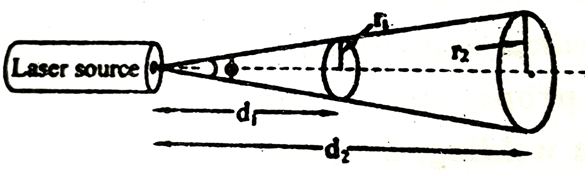 r₁
r₂
Laser source
ϕ
d₁
d₂